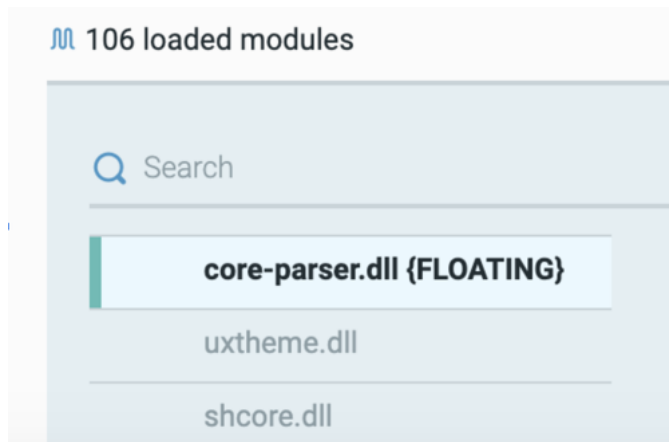 106 loaded modules
Search
core-parser.dll {FLOATING}
uxtheme.dll
shcore.dll